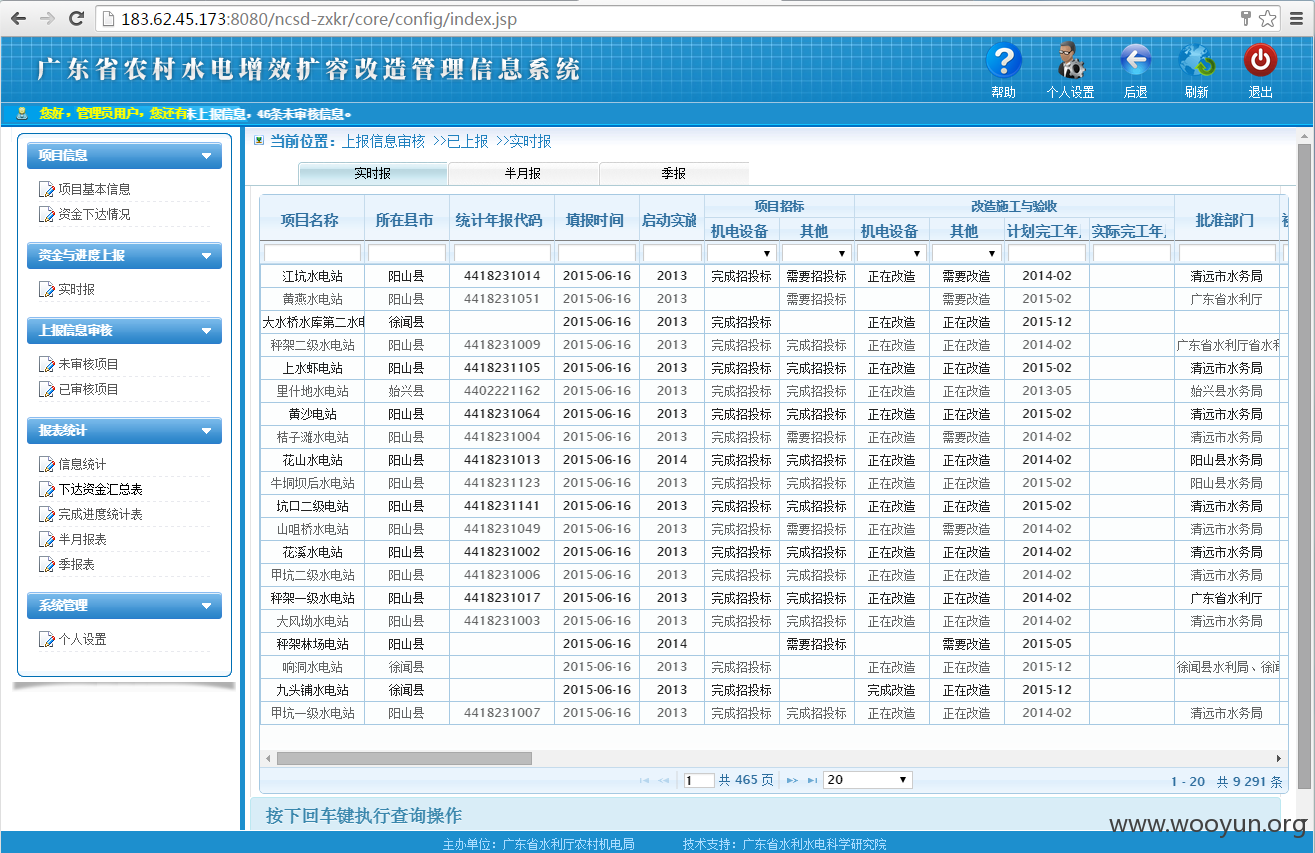 183.62.45.173:8080/ncsd-zxkr/core/config/index.jsp
广东省农村水电增效扩容改造管理信息系统
帮助 个人设置 后退 刷新 退出
您好，管理员用户，您还有未上报信息，46条未审核信息。
项目信息
项目基本信息
资金下达情况
资金与进度上报
实时报
上报信息审核
未审核项目
已审核项目
报表统计
信息统计
下达资金汇总表
完成进度统计表
半月报表
季报表
系统管理
个人设置
当前位置：上报信息审核 >>已上报 >>实时报
实时报 半月报 季报
项目名称 所在县市 统计年报代码 填报时间 启动实施 项目招标 改造施工与验收 批准部门
机电设备 其他 机电设备 其他 计划完工年 实际完工年
江坑水电站 阳山县 4418231014 2015-06-16 2013 完成招投标 需要招投标 正在改造 需要改造 2014-02 清远市水务局
黄燕水电站 阳山县 4418231051 2015-06-16 2013 需要招投标 需要改造 2015-02 广东省水利厅
大水桥水库第二水电 徐闻县 2015-06-16 2013 完成招投标 正在改造 正在改造 2015-12
秤架二级水电站 阳山县 4418231009 2015-06-16 2013 完成招投标 完成招投标 正在改造 正在改造 2014-02 广东省水利厅省水利
上水虾电站 阳山县 4418231105 2015-06-16 2013 完成招投标 完成招投标 正在改造 正在改造 2015-02 清远市水务局
里什地水电站 始兴县 4402221162 2015-06-16 2013 完成招投标 完成招投标 正在改造 正在改造 2013-05 始兴县水务局
黄沙电站 阳山县 4418231064 2015-06-16 2013 完成招投标 完成招投标 正在改造 正在改造 2015-02 清远市水务局
桔子滩水电站 阳山县 4418231004 2015-06-16 2013 完成招投标 需要招投标 正在改造 需要改造 2014-02 清远市水务局
花山水电站 阳山县 4418231013 2015-06-16 2014 完成招投标 完成招投标 正在改造 正在改造 2014-02 阳山县水务局
牛垌坝后水电站 阳山县 4418231123 2015-06-16 2013 完成招投标 完成招投标 正在改造 正在改造 2015-02 阳山县水务局
坑口二级电站 阳山县 4418231141 2015-06-16 2013 完成招投标 完成招投标 正在改造 正在改造 2015-02 清远市水务局
山咀桥水电站 阳山县 4418231049 2015-06-16 2013 完成招投标 需要招投标 正在改造 需要改造 2014-02 清远市水务局
花溪水电站 阳山县 4418231002 2015-06-16 2013 完成招投标 完成招投标 正在改造 正在改造 2014-02 清远市水务局
甲坑二级水电站 阳山县 4418231006 2015-06-16 2013 完成招投标 完成招投标 正在改造 正在改造 2014-02 清远市水务局
秤架一级水电站 阳山县 4418231017 2015-06-16 2013 完成招投标 完成招投标 正在改造 正在改造 2014-02 广东省水利厅
大风坳水电站 阳山县 4418231003 2015-06-16 2013 完成招投标 完成招投标 正在改造 正在改造 2014-02 清远市水务局
秤架林场电站 阳山县 2015-06-16 2014 需要招投标 需要改造 2015-05
响洞水电站 徐闻县 2015-06-16 2013 完成招投标 正在改造 正在改造 2015-12 徐闻县水利局、徐闻
九头铺水电站 徐闻县 2015-06-16 2013 完成招投标 完成改造 正在改造 2015-12
甲坑一级水电站 阳山县 4418231007 2015-06-16 2013 完成招投标 完成招投标 正在改造 正在改造 2014-02 清远市水务局
1 共 465 页 20 1 - 20 共 9 291 条
按下回车键执行查询操作
www.wooyun.org
主办单位：广东省水利厅农村机电局 技术支持：广东省水利水电科学研究院